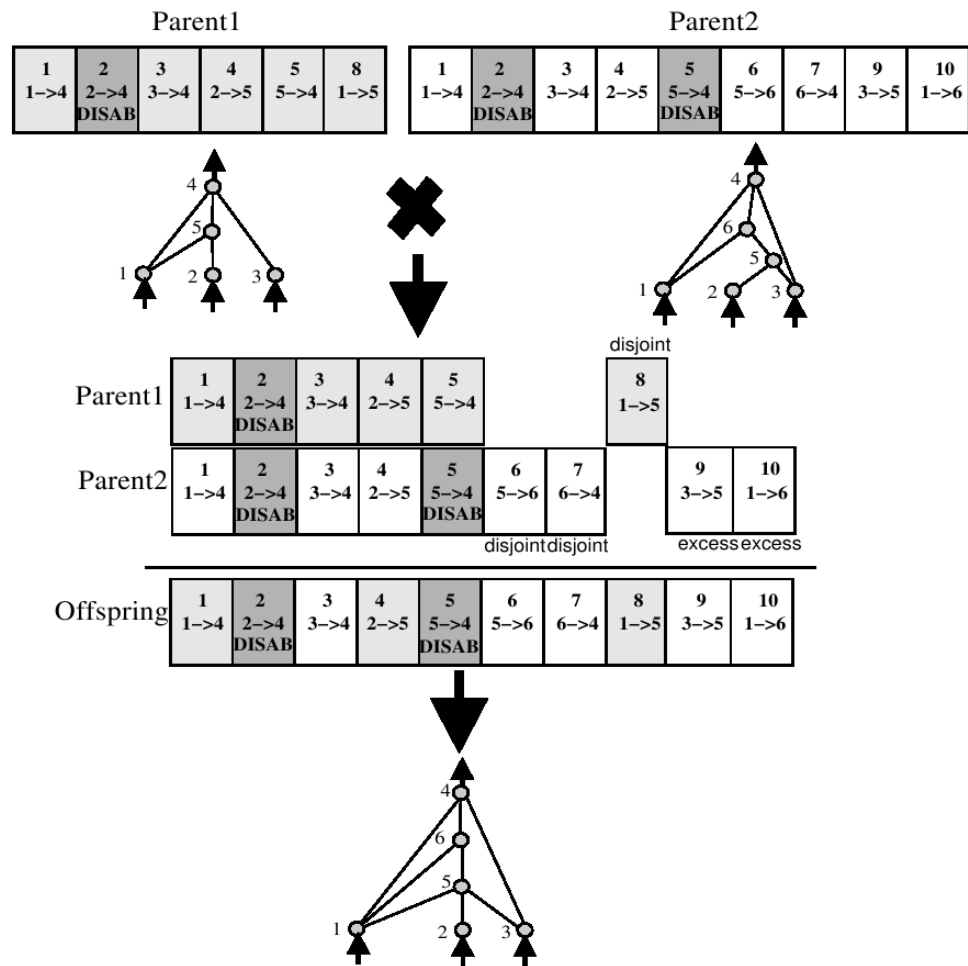 Parent1 Parent2
1 2 3 4 5 8 1 2 3 4 5 6 7 9 10
1->4 2->4 3->4 2->5 5->4 1->5 1->4 2->4 3->4 2->5 5->4 5->6 6->4 3->5 1->6
DISAB DISAB DISAB
4 4
5 6
5
1 2 3 1 2 3
disjoint
Parent1 1 2 3 4 5 8
1->4 2->4 3->4 2->5 5->4 1->5
DISAB
Parent2 1 2 3 4 5 6 7 9 10
1->4 2->4 3->4 2->5 5->4 5->6 6->4 3->5 1->6
DISAB DISAB
disjoint disjoint excess excess
Offspring 1 2 3 4 5 6 7 8 9 10
1->4 2->4 3->4 2->5 5->4 5->6 6->4 1->5 3->5 1->6
DISAB DISAB
4
6
5
1 2 3